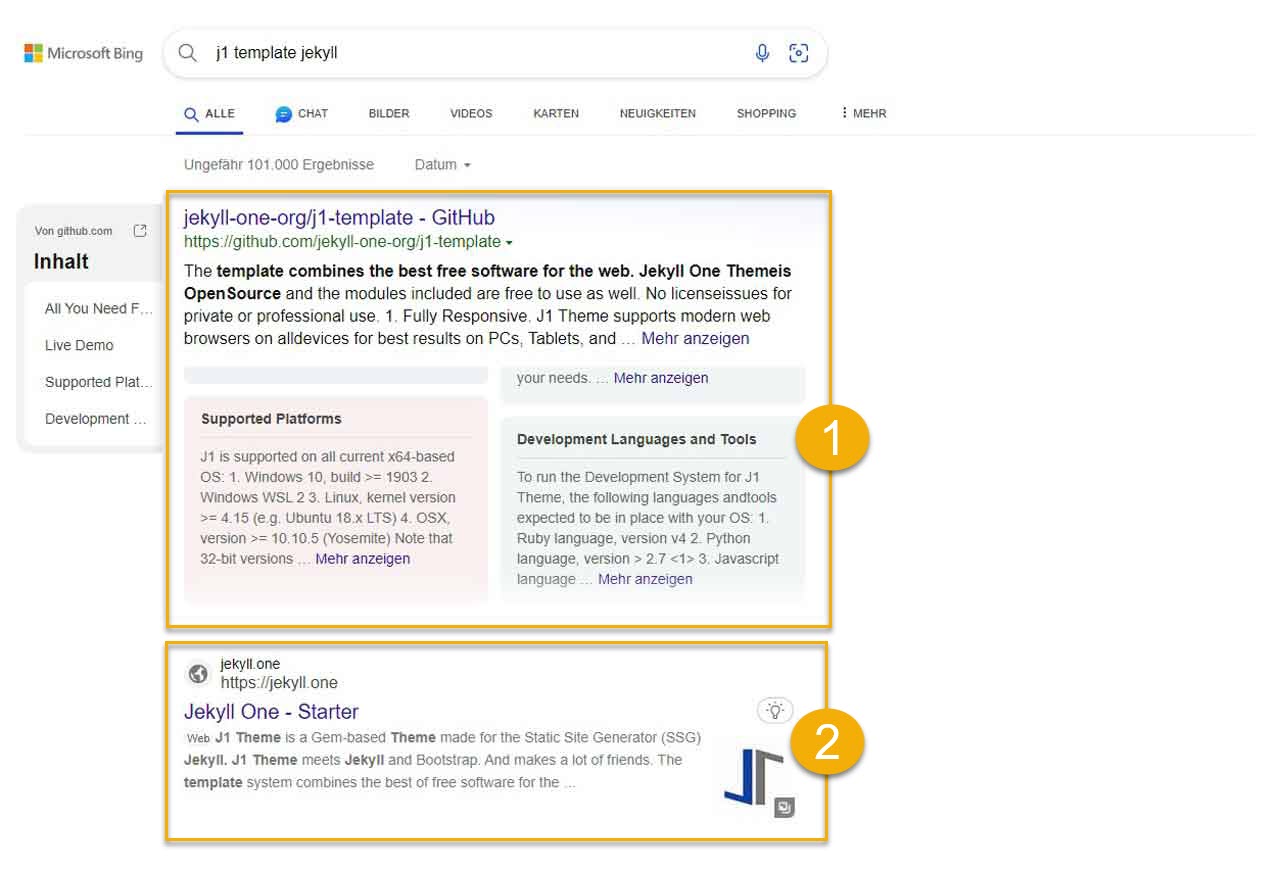 Microsoft Bing
j1 template jekyll
ALLE CHAT BILDER VIDEOS KARTEN NEUIGKEITEN SHOPPING MEHR
Ungefähr 101.000 Ergebnisse Datum
Von github.com
Inhalt
All You Need F...
Live Demo
Supported Plat...
Development ...
jekyll-one-org/j1-template - GitHub
https://github.com/jekyll-one-org/j1-template
The template combines the best free software for the web. Jekyll One Themeis
OpenSource and the modules included are free to use as well. No licenseissues for
private or professional use. 1. Fully Responsive. J1 Theme supports modern web
browsers on alldevices for best results on PCs, Tablets, and ... Mehr anzeigen
Supported Platforms
J1 is supported on all current x64-based
OS: 1. Windows 10, build >= 1903 2.
Windows WSL 2 3. Linux, kernel version
>= 4.15 (e.g. Ubuntu 18.x LTS) 4. OSX,
version >= 10.10.5 (Yosemite) Note that
32-bit versions ... Mehr anzeigen
your needs. ... Mehr anzeigen
Development Languages and Tools
To run the Development System for J1
Theme, the following languages andtools
expected to be in place with your OS: 1.
Ruby language, version v4 2. Python
language, version > 2.7 <1> 3. Javascript
language ... Mehr anzeigen
1
jekyll.one
https://jekyll.one
Jekyll One - Starter
Web J1 Theme is a Gem-based Theme made for the Static Site Generator (SSG)
Jekyll. J1 Theme meets Jekyll and Bootstrap. And makes a lot of friends. The
template system combines the best of free software for the ...
2